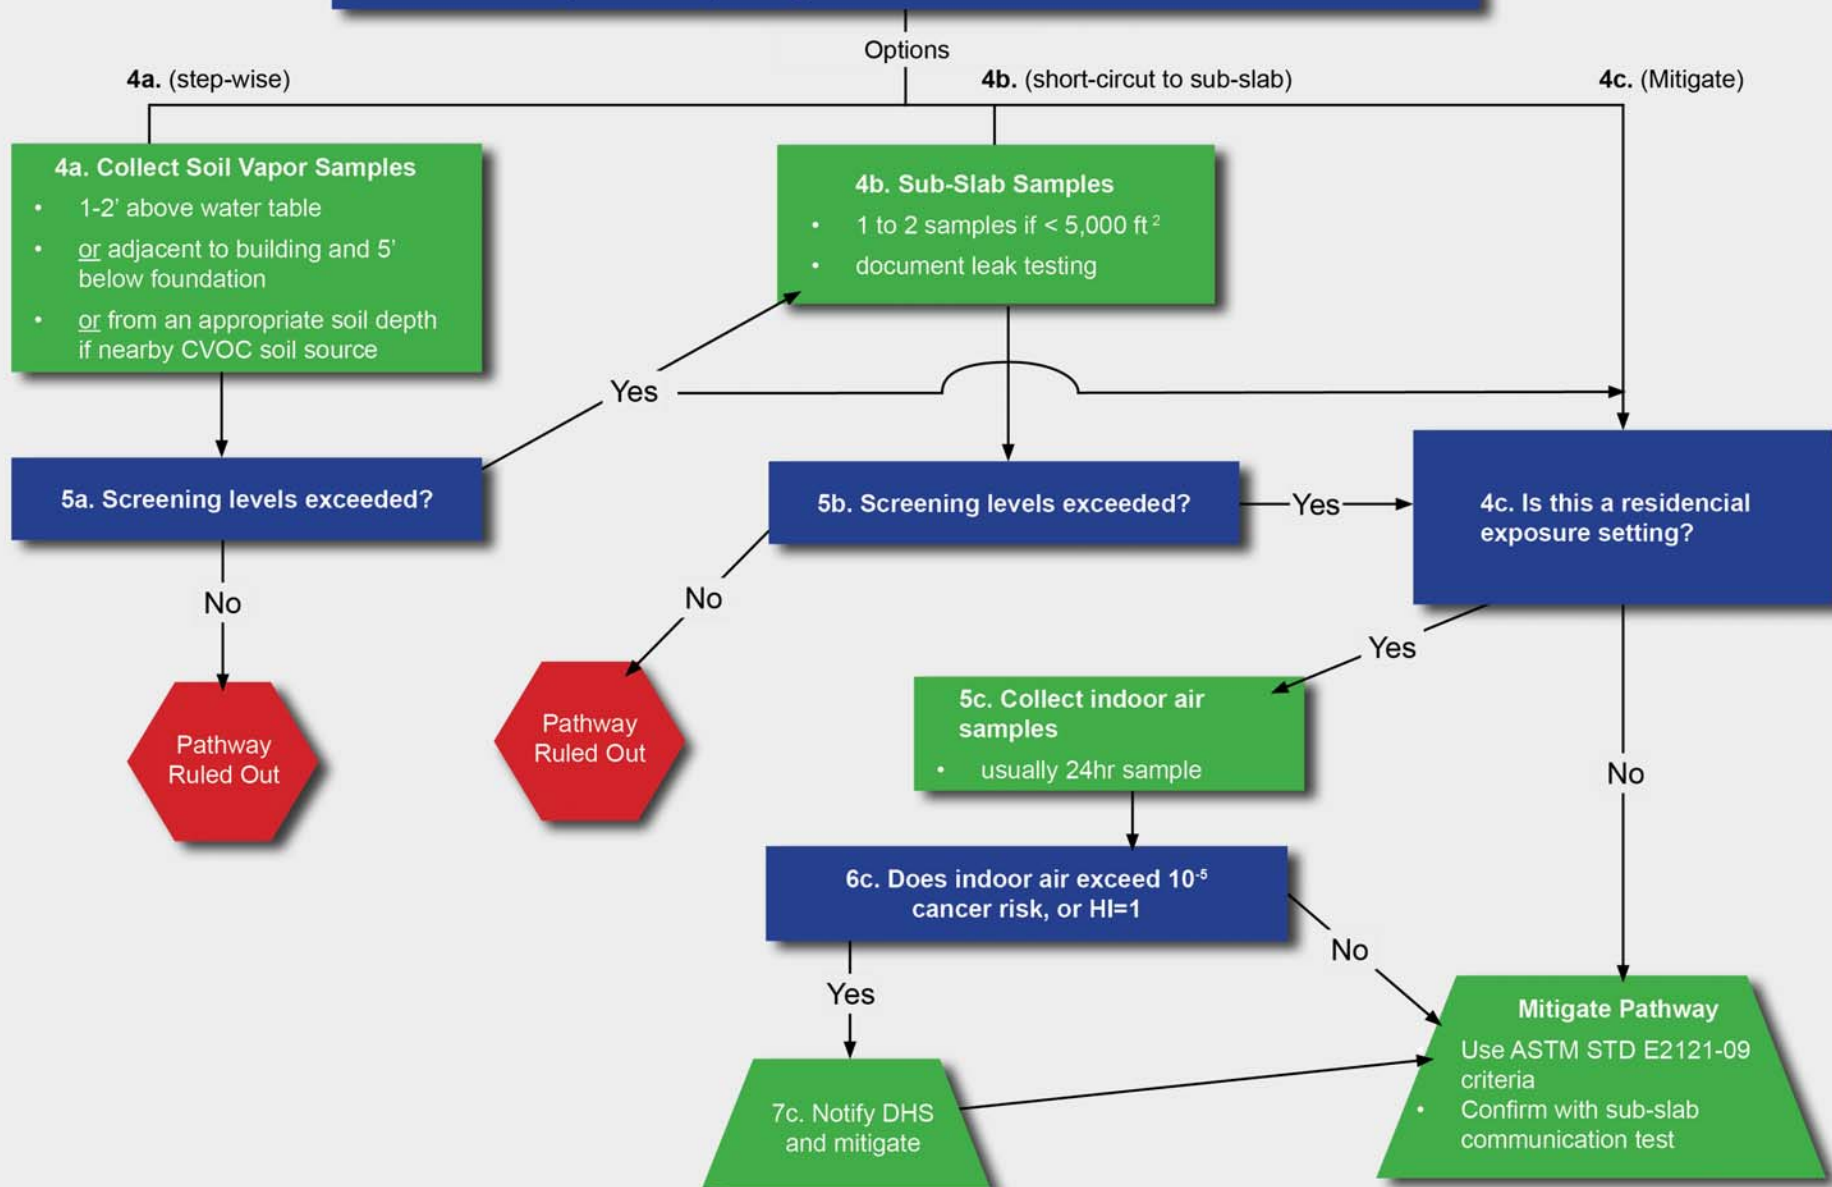 Options
4a. (step-wise)
4b. (short-circut to sub-slab)
4c. (Mitigate)
4a. Collect Soil Vapor Samples
• 1-2' above water table
• or adjacent to building and 5'
below foundation
• or from an appropriate soil depth
if nearby CVOC soil source
4b. Sub-Slab Samples
• 1 to 2 samples if < 5,000 ft²
• document leak testing
Yes
5a. Screening levels exceeded?
5b. Screening levels exceeded?
Yes
4c. Is this a residencial
exposure setting?
No
No
Yes
Pathway
Ruled Out
Pathway
Ruled Out
5c. Collect indoor air
samples
• usually 24hr sample
No
6c. Does indoor air exceed 10⁻⁵
cancer risk, or HI=1
No
Yes
7c. Notify DHS
and mitigate
Mitigate Pathway
Use ASTM STD E2121-09
criteria
• Confirm with sub-slab
communication test